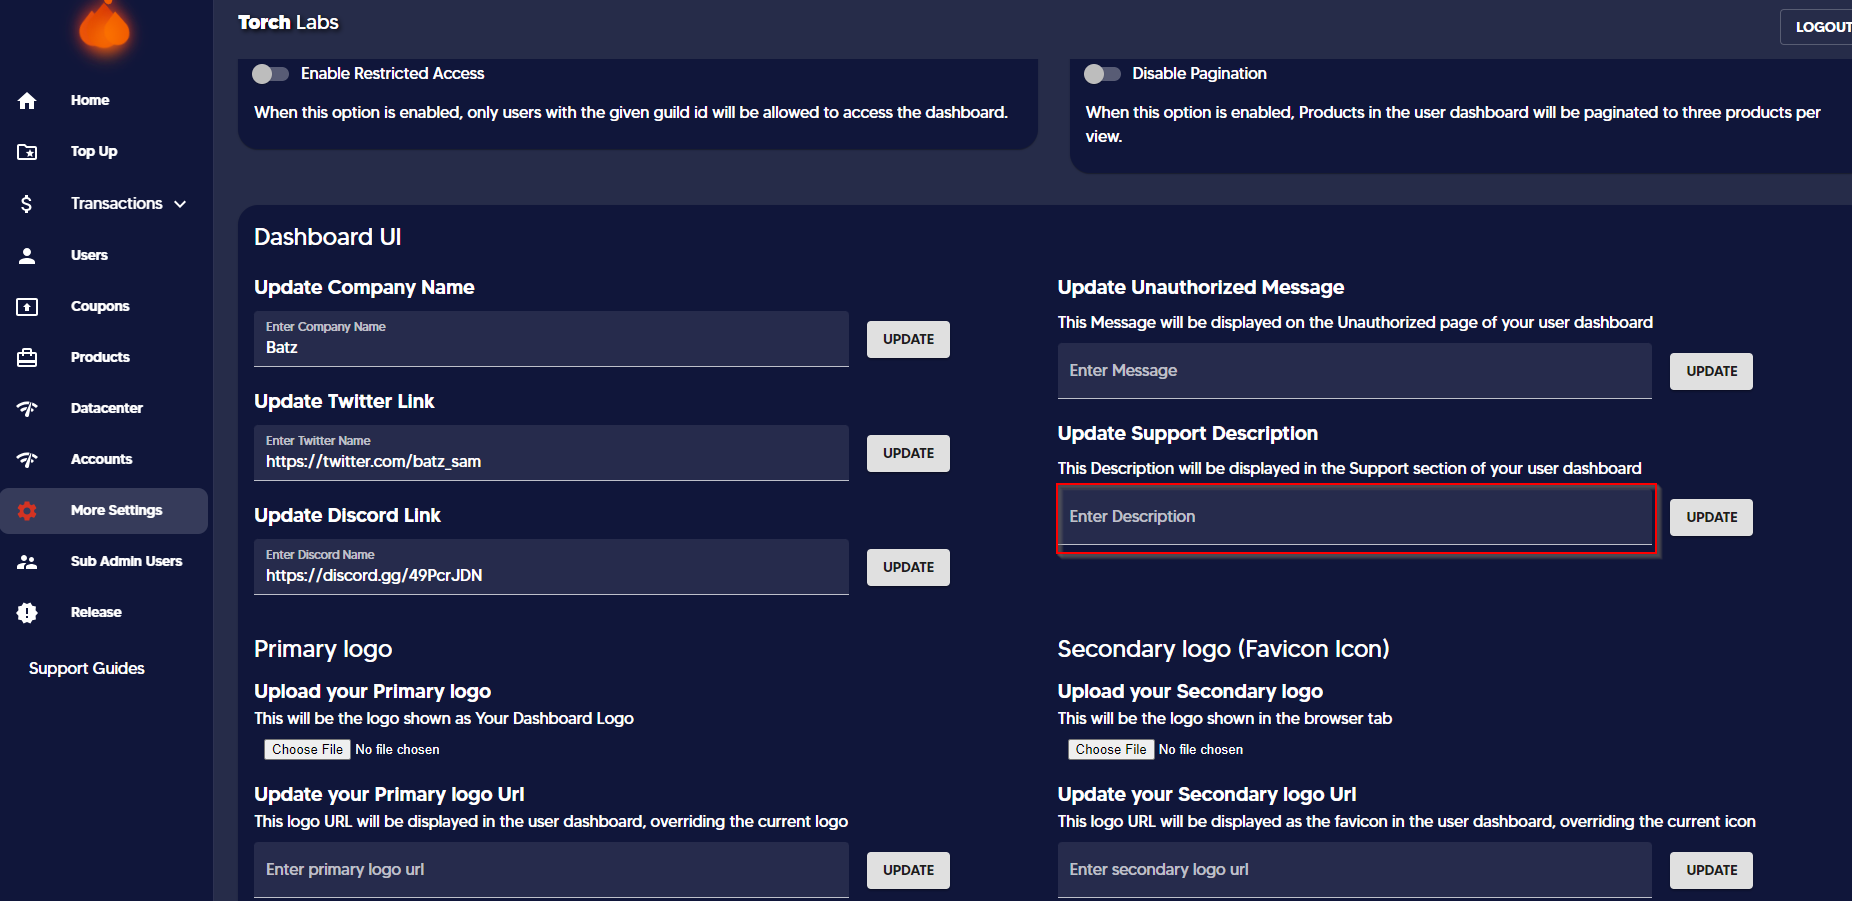 Torch Labs
LOGOUT
Home
Top Up
Transactions
Users
Coupons
Products
Datacenter
Accounts
More Settings
Sub Admin Users
Release
Support Guides
Enable Restricted Access
When this option is enabled, only users with the given guild id will be allowed to access the dashboard.
Disable Pagination
When this option is enabled, Products in the user dashboard will be paginated to three products per
view.
Dashboard UI
Update Company Name
Enter Company Name
Batz
UPDATE
Update Twitter Link
Enter Twitter Name
https://twitter.com/batz_sam
UPDATE
Update Discord Link
Enter Discord Name
https://discord.gg/49PcrJDN
UPDATE
Update Unauthorized Message
This Message will be displayed on the Unauthorized page of your user dashboard
Enter Message
UPDATE
Update Support Description
This Description will be displayed in the Support section of your user dashboard
Enter Description
UPDATE
Primary logo
Upload your Primary logo
This will be the logo shown as Your Dashboard Logo
Choose File No file chosen
Update your Primary logo Url
This logo URL will be displayed in the user dashboard, overriding the current logo
Enter primary logo url
UPDATE
Secondary logo (Favicon Icon)
Upload your Secondary logo
This will be the logo shown in the browser tab
Choose File No file chosen
Update your Secondary logo Url
This logo URL will be displayed as the favicon in the user dashboard, overriding the current icon
Enter secondary logo url
UPDATE